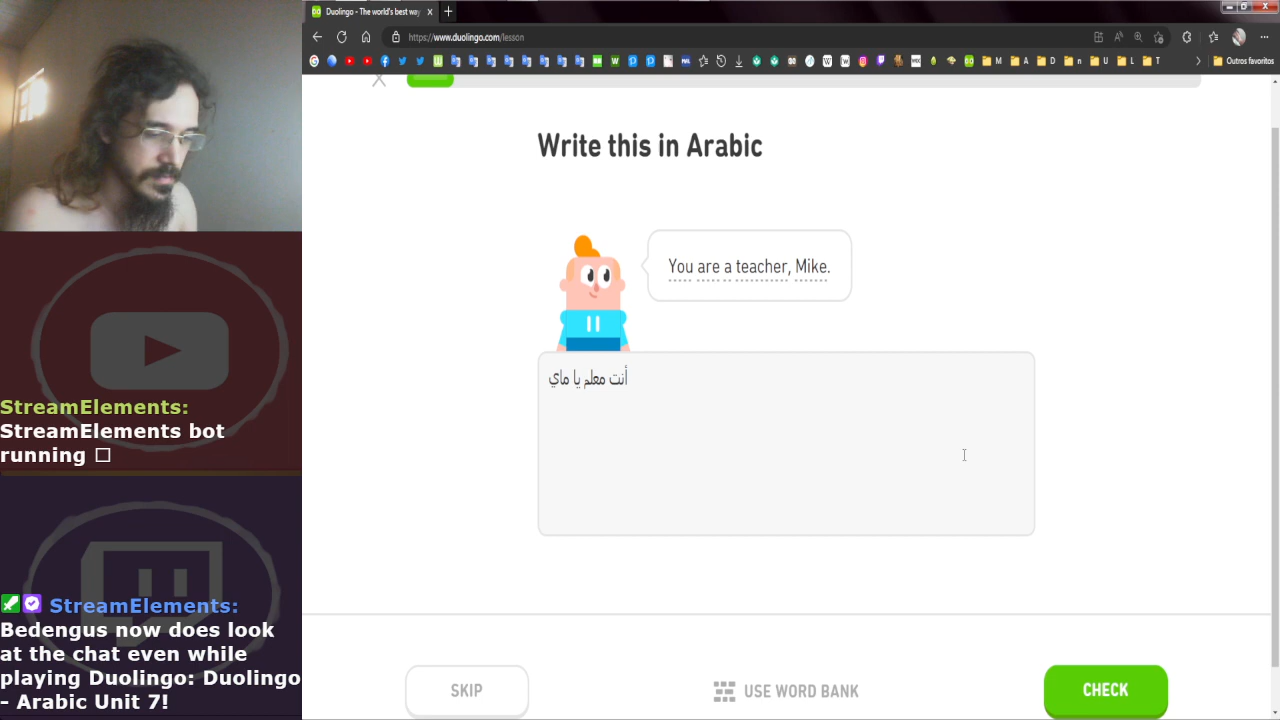 Duolingo - The world's best way
https://www.duolingo.com/lesson
M
A
D
n
U
L
T
Outros favoritos
Write this in Arabic
You are a teacher, Mike.
أنت معلم يا ماي
SKIP
USE WORD BANK
CHECK
StreamElements:
StreamElements bot
running
StreamElements:
Bedengus now does look
at the chat even while
playing Duolingo: Duolingo
- Arabic Unit 7!